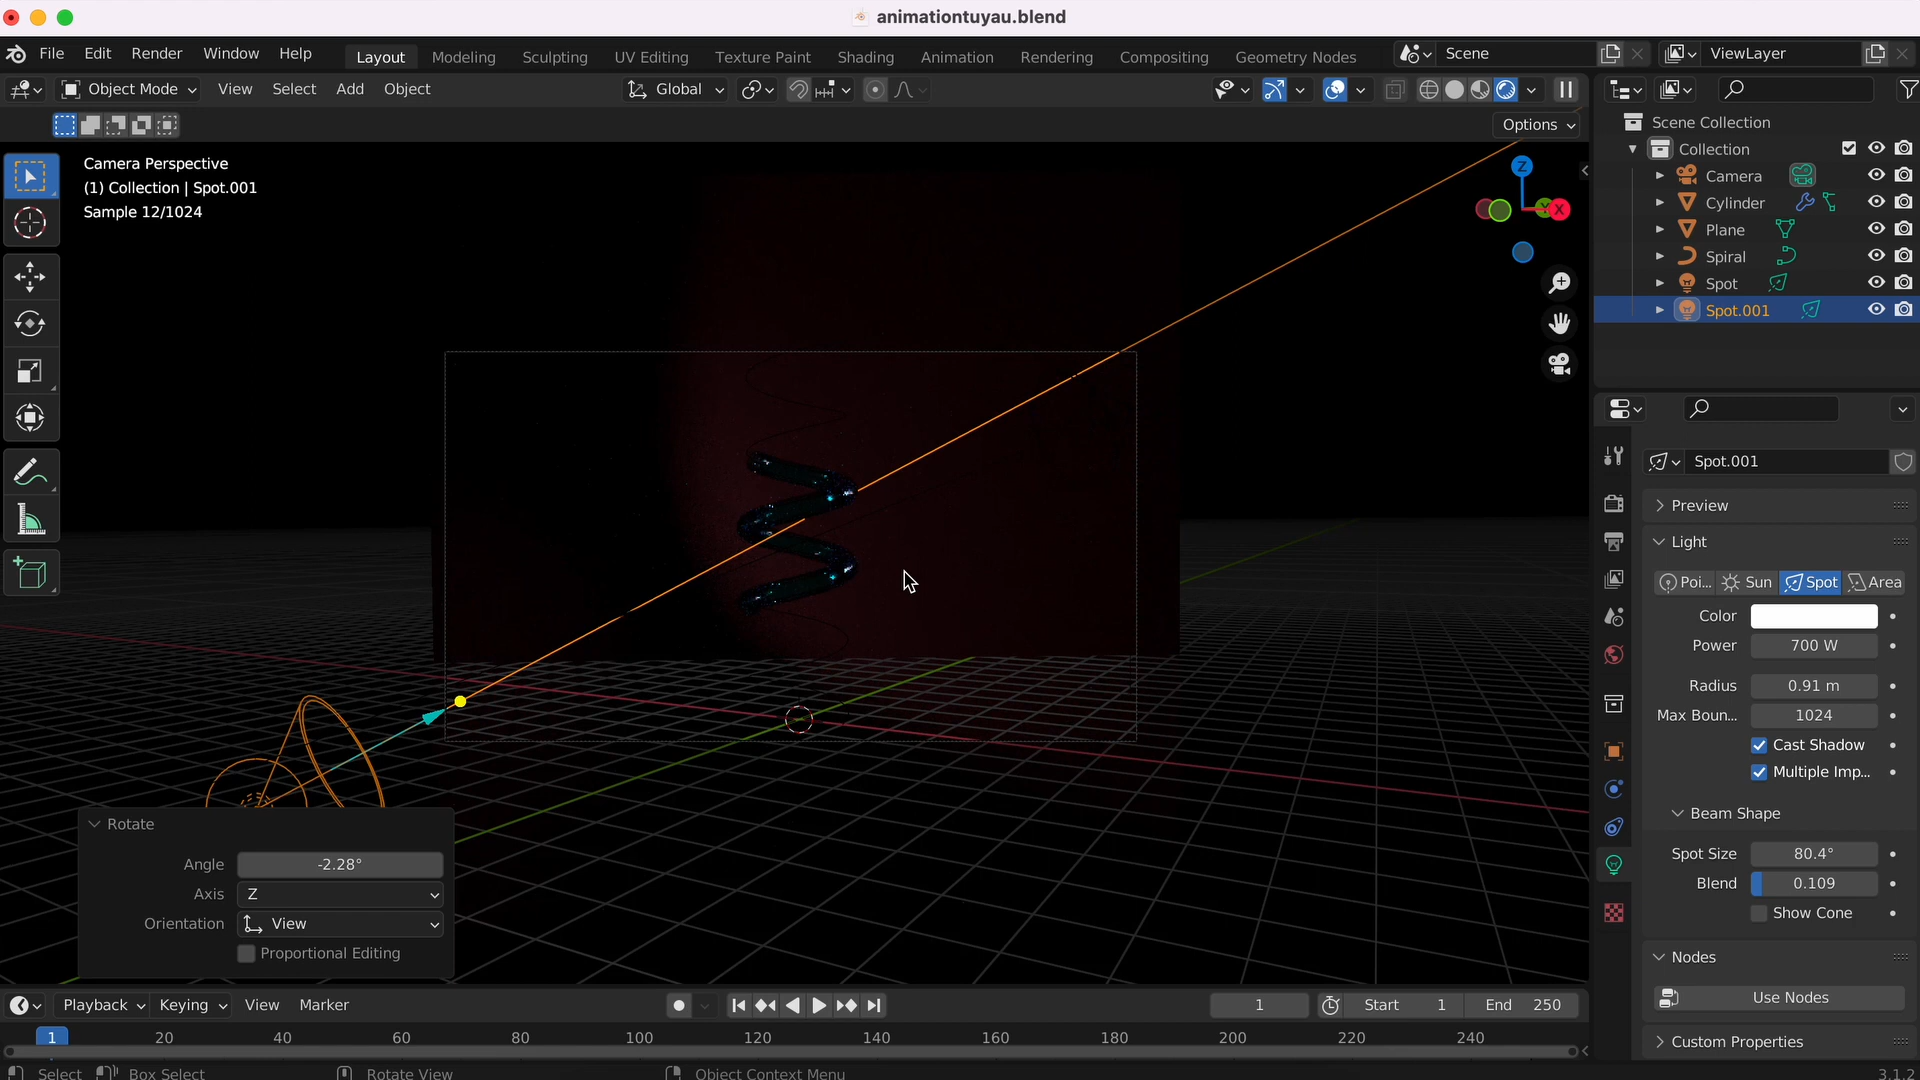 animationtuyau.blend
File Edit Render Window Help
Layout Modeling Sculpting UV Editing Texture Paint Shading Animation Rendering Compositing Geometry Nodes
Scene
ViewLayer
Object Mode View Select Add Object
Global
Options
Camera Perspective
(1) Collection | Spot.001
Sample 12/1024
Z
Y
X
Scene Collection
Collection
Camera
Cylinder
Plane
Spiral
Spot
Spot.001
Spot.001
Preview
Light
Poi... Sun Spot Area
Color
Power 700 W
Radius 0.91 m
Max Boun... 1024
Cast Shadow
Multiple Imp...
Beam Shape
Spot Size 80.4°
Blend 0.109
Show Cone
Nodes
Use Nodes
Custom Properties
Rotate
Angle -2.28°
Axis Z
Orientation View
Proportional Editing
Playback Keying View Marker
1
Start 1
End 250
1 20 40 60 80 100 120 140 160 180 200 220 240
Select Box Select Rotate View Object Context Menu
3.1.2